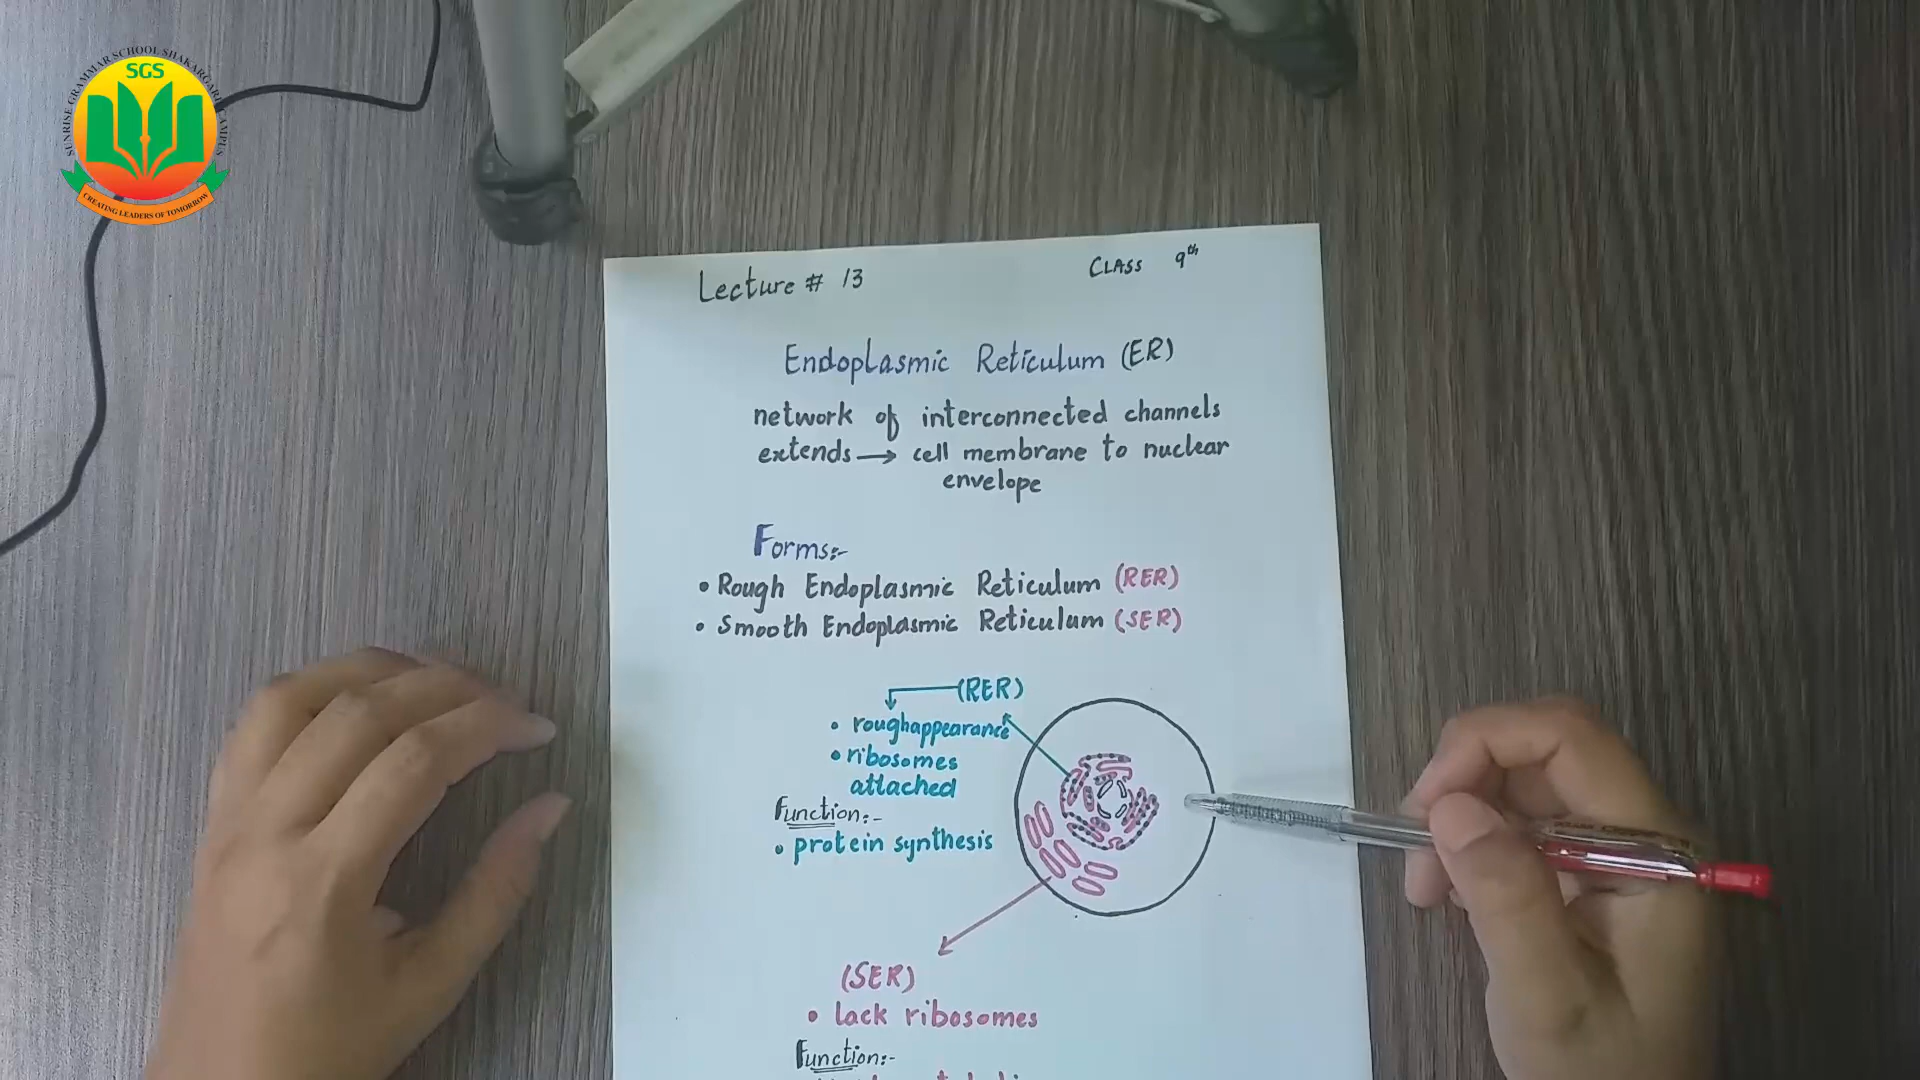 SUNRISE GRAMMAR SCHOOL SHAKARGARH CAMPUS
SGS
CREATING LEADERS OF TOMORROW
Lecture # 13
CLASS 9th
Endoplasmic Reticulum (ER)
network of interconnected channels
extends → cell membrane to nuclear
envelope
Forms:-
• Rough Endoplasmic Reticulum (RER)
• Smooth Endoplasmic Reticulum (SER)
(RER)
• rough appearance
• ribosomes
attached
Function:-
• protein synthesis
(SER)
• lack ribosomes
Function:-